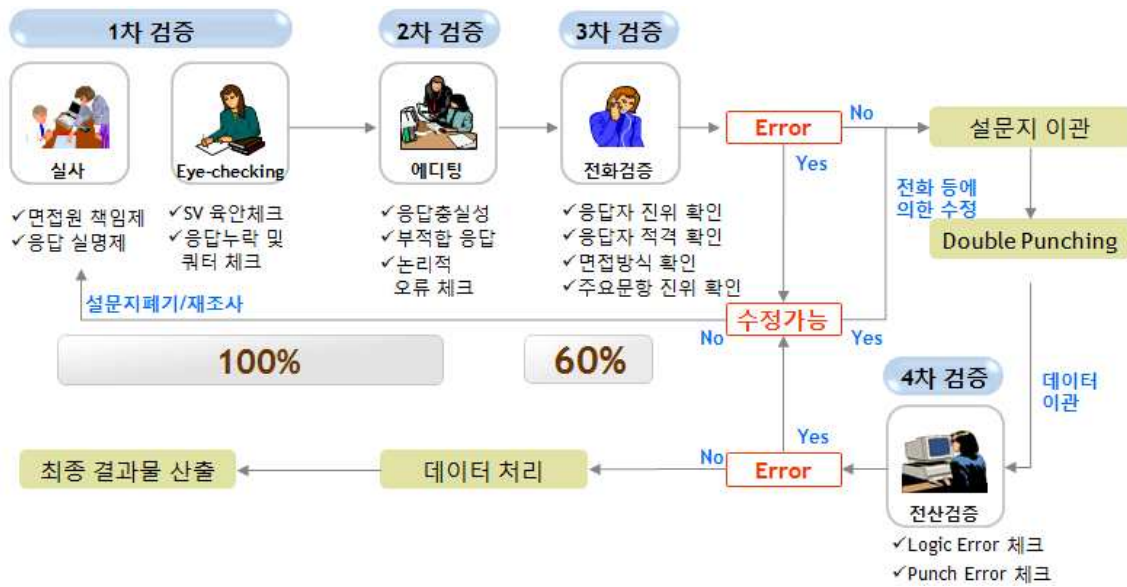 1차 검증
2차 검증
3차 검증
실사
Eye-checking
에디팅
전화검증
Error
No
Yes
설문지 이관
✓면접원 책임제
✓응답 실명제
✓SV 육안체크
✓응답누락 및
쿼터 체크
✓응답충실성
✓부적합 응답
✓논리적
오류 체크
✓응답자 진위 확인
✓응답자 적격 확인
✓면접방식 확인
✓주요문항 진위 확인
전화 등에
의한 수정
Double Punching
설문지폐기/재조사
수정가능
No
Yes
100%
60%
4차 검증
데이터
이관
Yes
No
Error
최종 결과물 산출
데이터 처리
전산검증
✓Logic Error 체크
✓Punch Error 체크